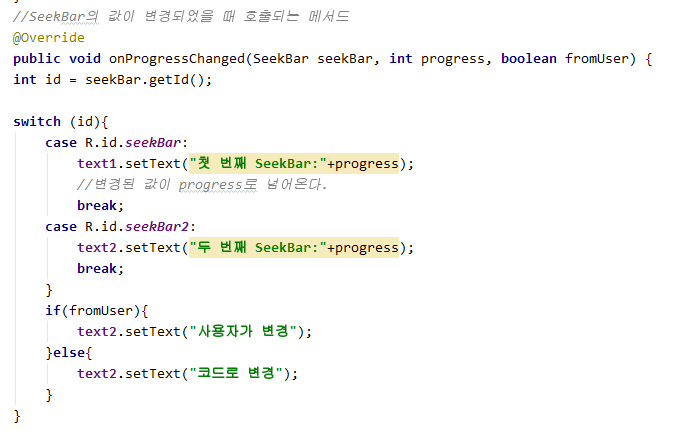 //SeekBar의 값이 변경되었을 때 호출되는 메서드
@Override
public void onProgressChanged(SeekBar seekBar, int progress, boolean fromUser) {
int id = seekBar.getId();
switch (id){
case R.id.seekBar:
text1.setText("첫 번째 SeekBar:"+progress);
//변경된 값이 progress로 넘어온다.
break;
case R.id.seekBar2:
text2.setText("두 번째 SeekBar:"+progress);
break;
}
if(fromUser){
text2.setText("사용자가 변경");
}else{
text2.setText("코드로 변경");
}
}